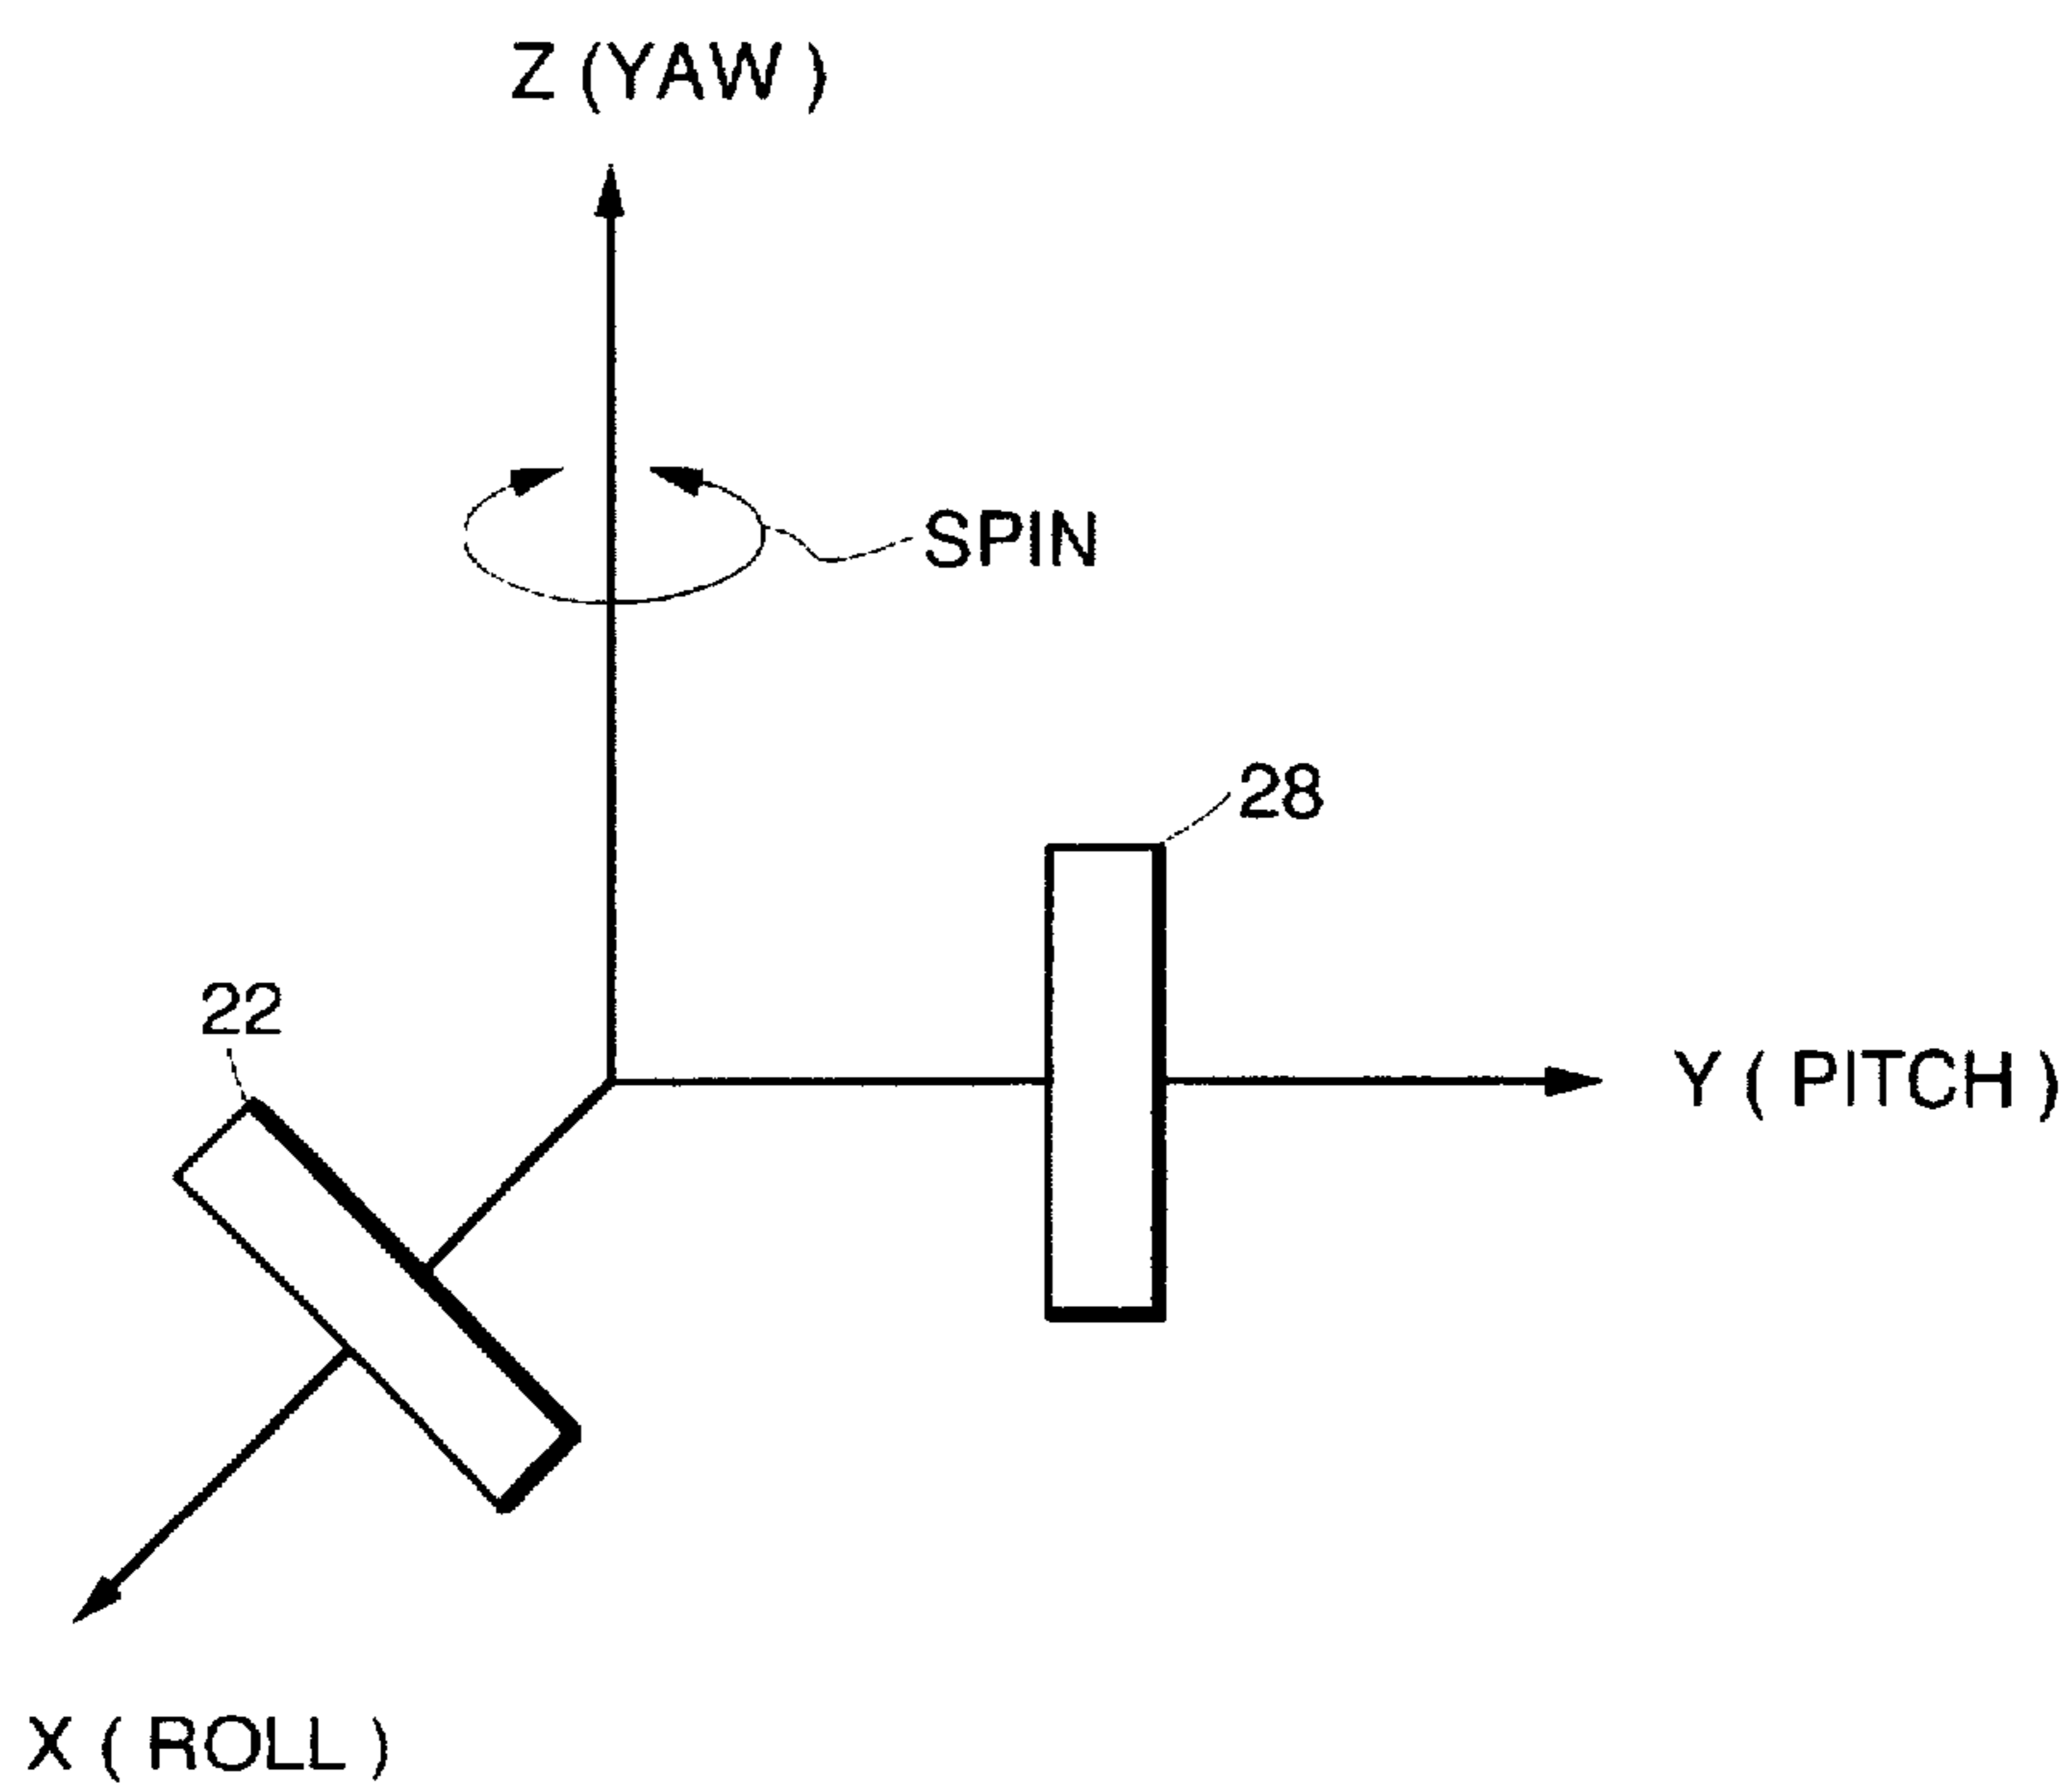 Z (YAW)
SPIN
28
22
Y ( PITCH )
X ( ROLL )